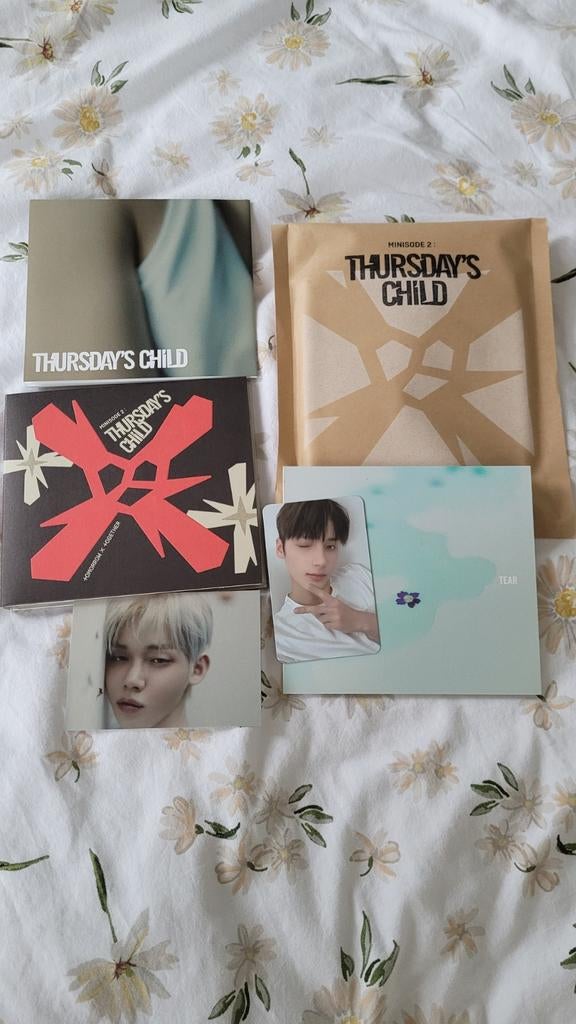 THURSDAY'S CHILD
MINISODE 2 :
THURSDAY'S
CHILD
MINISODE 2 :
THURSDAY'S
CHILD
TOMORROW X TOGETHER
TEAR